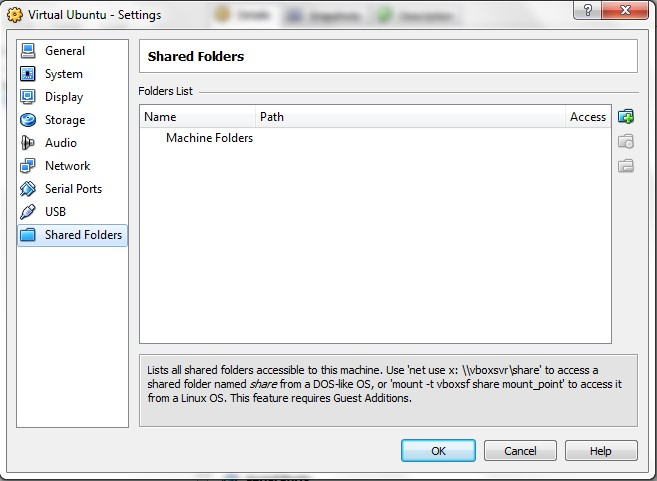 Virtual Ubuntu - Settings
?
General
System
Display
Storage
Audio
Network
Serial Ports
USB
Shared Folders
Shared Folders
Folders List
Name Path Access
Machine Folders
Lists all shared folders accessible to this machine. Use 'net use x: \\vboxsvr\share' to access a
shared folder named share from a DOS-like OS, or 'mount -t vboxsf share mount_point' to access it
from a Linux OS. This feature requires Guest Additions.
OK Cancel Help